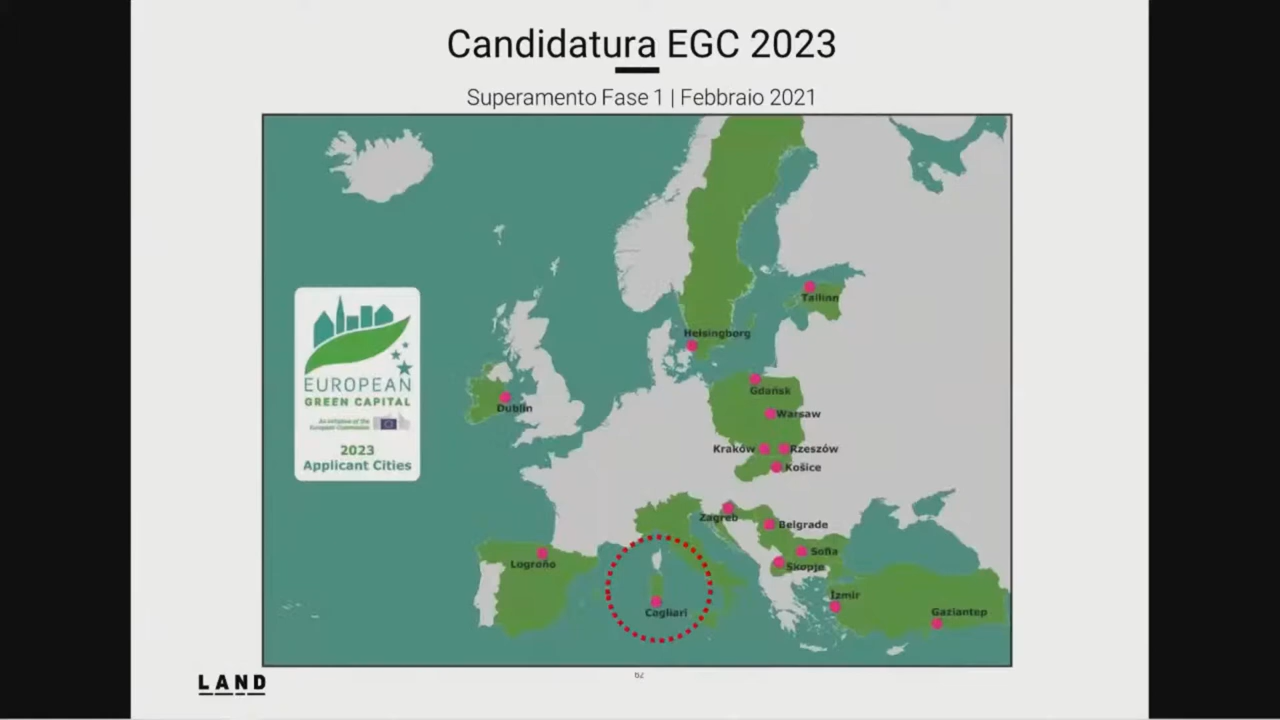 Candidatura EGC 2023
Superamento Fase 1 | Febbraio 2021
Tallinn
Helsingborg
EUROPEAN
GREEN CAPITAL
An initiative of the
European Commission
2023
Applicant Cities
Dublin
Gdańsk
Warsaw
Kraków
Rzeszów
Košice
Zagreb
Belgrade
Sofia
Skopje
Logroño
Cagliari
İzmir
Gaziantep
LAND